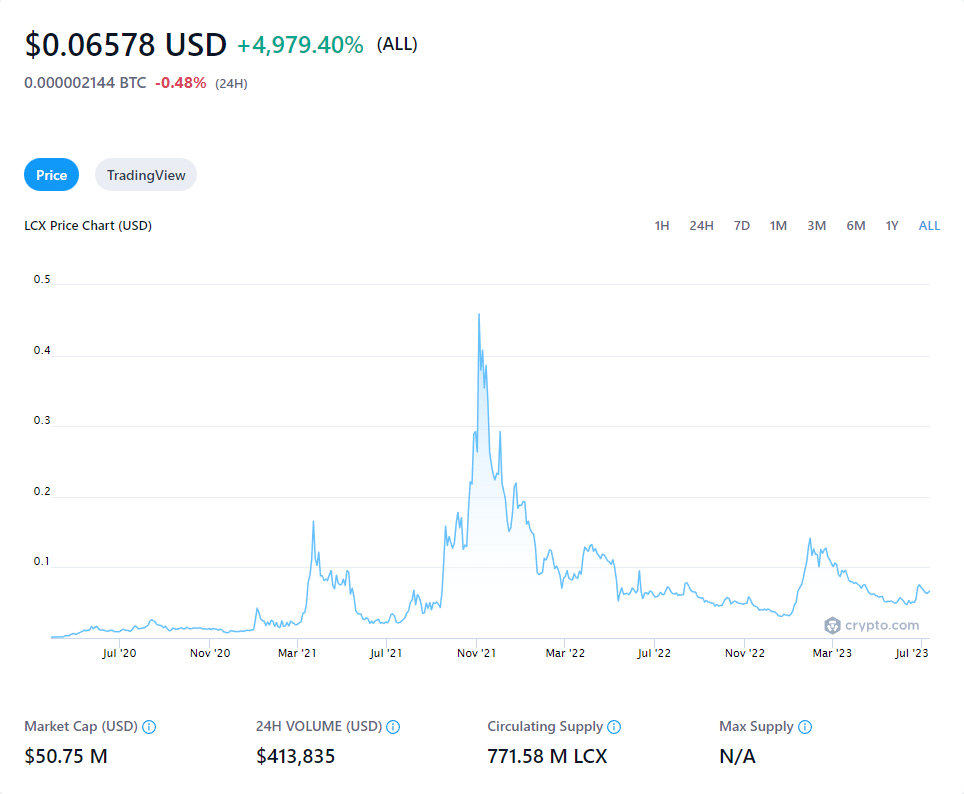 $0.06578 USD +4,979.40% (ALL)
0.000002144 BTC -0.48% (24H)
Price TradingView
LCX Price Chart (USD) 1H 24H 7D 1M 3M 6M 1Y ALL
0.5
0.4
0.3
0.2
0.1
crypto.com
Jul '20 Nov '20 Mar '21 Jul '21 Nov '21 Mar '22 Jul '22 Nov '22 Mar '23 Jul '23
Market Cap (USD) 24H VOLUME (USD) Circulating Supply Max Supply
$50.75 M $413,835 771.58 M LCX N/A